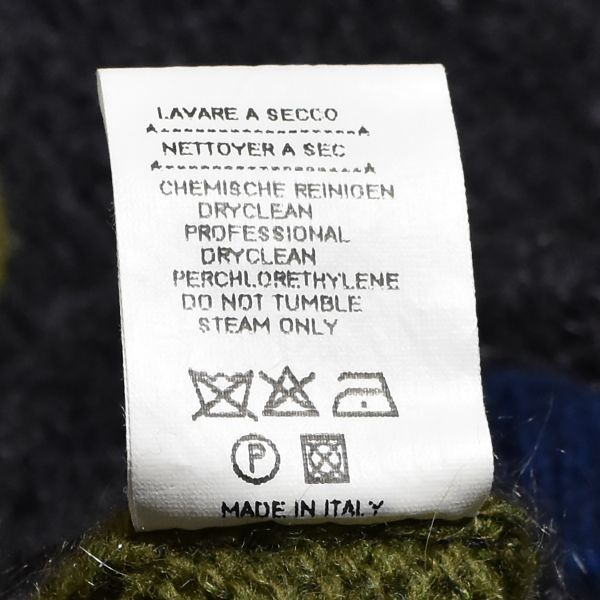 LAVARE A SECCO
NETTOYER A SEC
CHEMISCHE REINIGEN
DRYCLEAN
PROFESSIONAL
DRYCLEAN
PERCHLORETHYLENE
DO NOT TUMBLE
STEAM ONLY
P
MADE IN ITALY